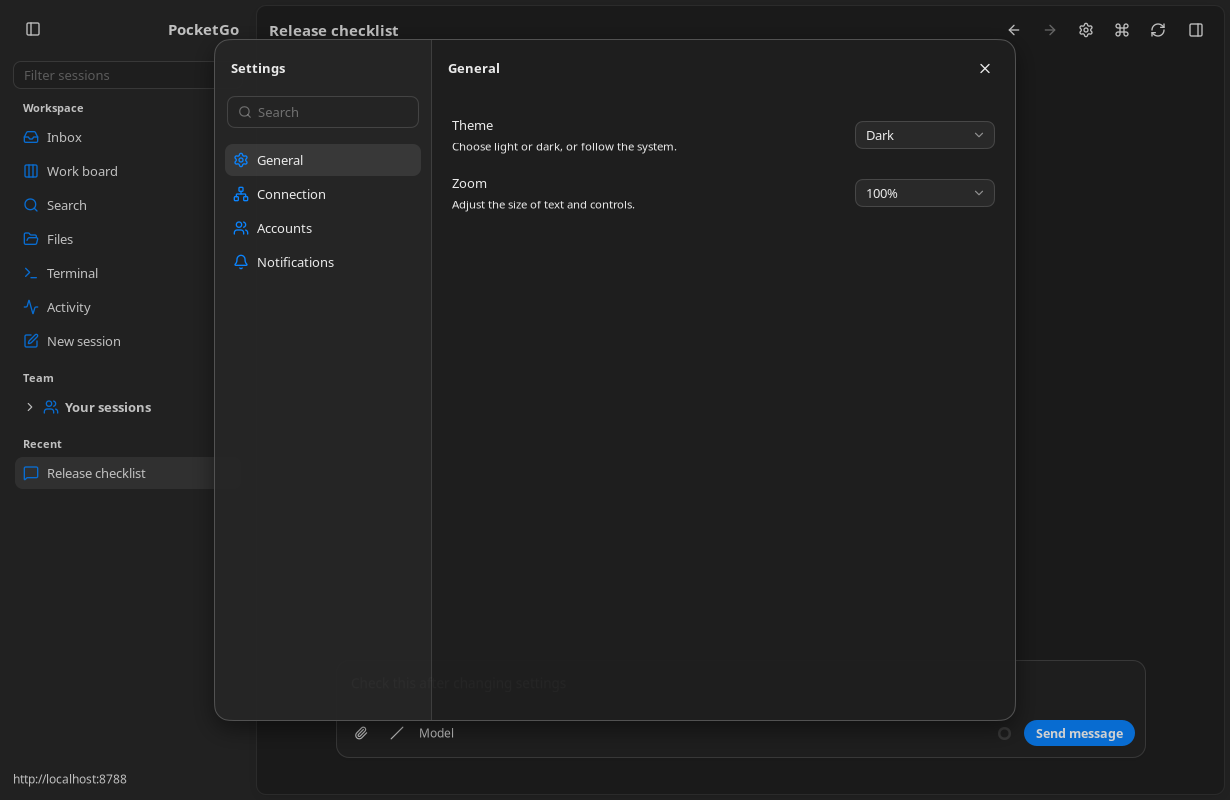 PocketGo
Release checklist
Filter sessions
Workspace
Inbox
Work board
Search
Files
Terminal
Activity
New session
Team
Your sessions
Recent
Release checklist
http://localhost:8788
Settings
Search
General
Connection
Accounts
Notifications
General
Theme
Choose light or dark, or follow the system.
Dark
Zoom
Adjust the size of text and controls.
100%
Check this after changing settings
Model
Send message